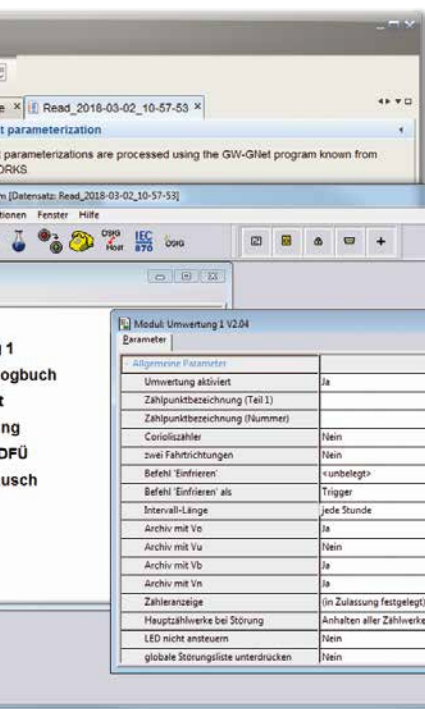 e × Read_2018-03-02_10-57-53 ×
t parameterization
t parameterizations are processed using the GW-GNet program known from
ORKS
m [Datensatz: Read_2018-03-02_10-57-53]
tionen Fenster Hilfe
DSfG Host IEC 870 DSfG
g 1
ogbuch
t
ng
DFÜ
usch
Modul: Umwertung 1 V2.04
Parameter
- Allgemeine Parameter
Umwertung aktiviert Ja
Zählpunktbezeichnung (Teil 1)
Zählpunktbezeichnung (Nummer)
Corioliszähler Nein
zwei Fahrtrichtungen Nein
Befehl 'Einfrieren' <unbelegt>
Befehl 'Einfrieren' als Trigger
Intervall-Länge jede Stunde
Archiv mit Vo Ja
Archiv mit Vu Nein
Archiv mit Vb Ja
Archiv mit Vn Ja
Zähleranzeige (in Zulassung festgelegt)
Hauptzählwerke bei Störung Anhalten aller Zählwerke
LED nicht ansteuern Nein
globale Störungsliste unterdrücken Nein